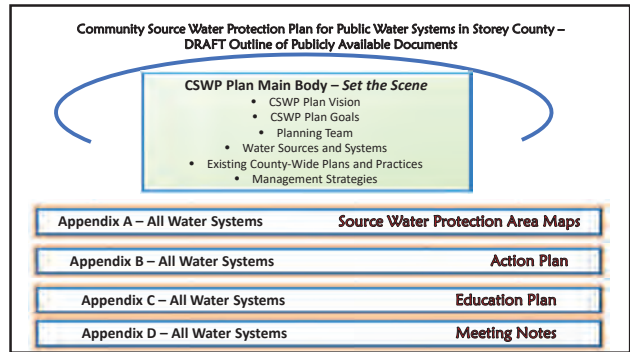 Community Source Water Protection Plan for Public Water Systems in Storey County –
DRAFT Outline of Publicly Available Documents
CSWP Plan Main Body – Set the Scene
• CSWP Plan Vision
• CSWP Plan Goals
• Planning Team
• Water Sources and Systems
• Existing County-Wide Plans and Practices
• Management Strategies
Appendix A – All Water Systems Source Water Protection Area Maps
Appendix B – All Water Systems Action Plan
Appendix C – All Water Systems Education Plan
Appendix D – All Water Systems Meeting Notes